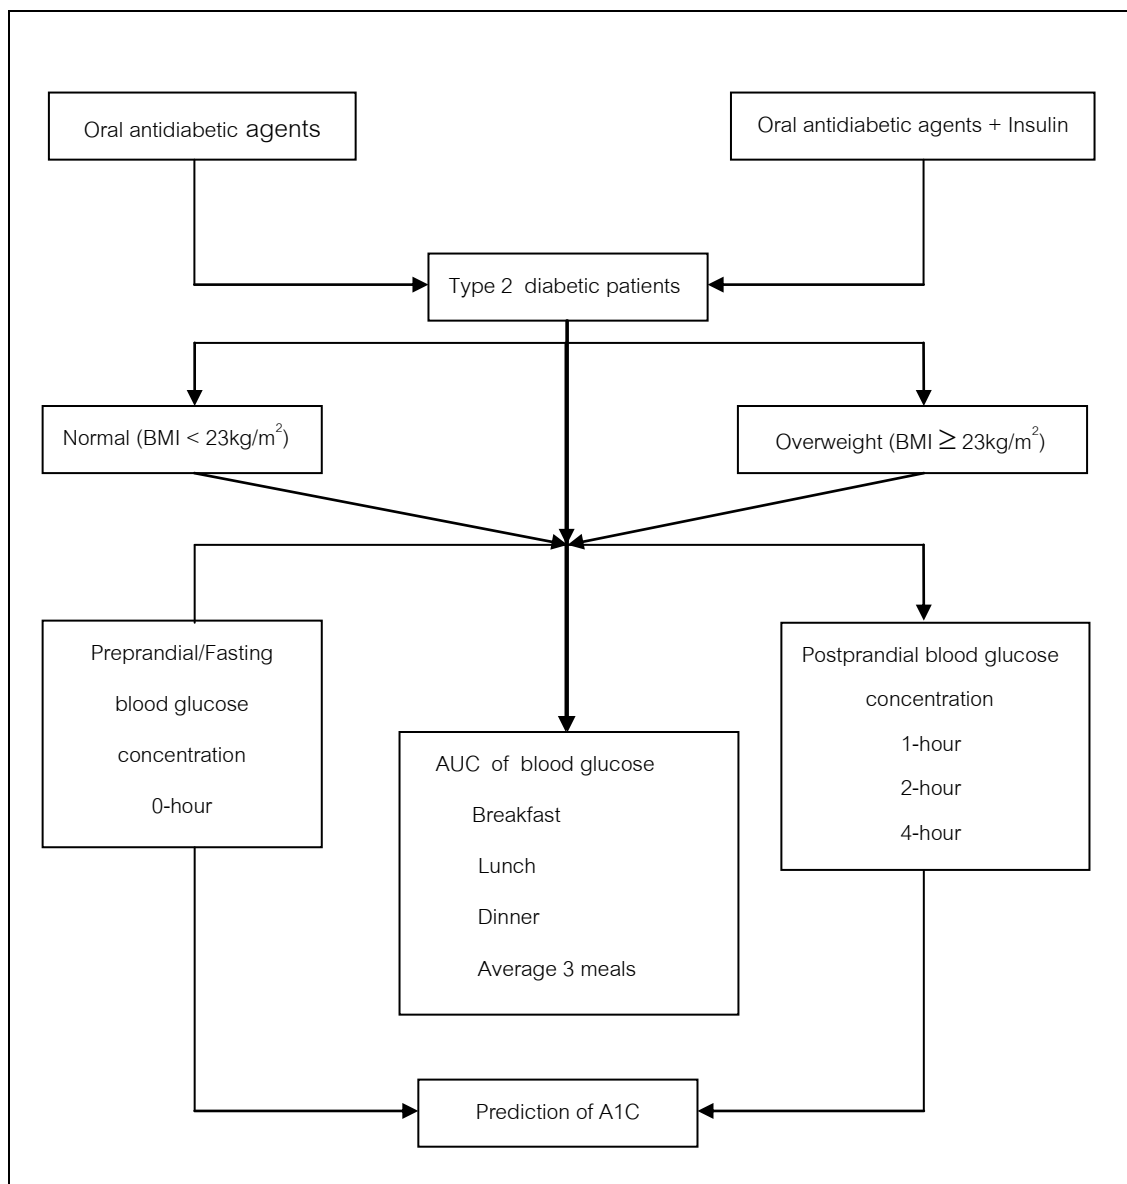 Oral antidiabetic agents
Oral antidiabetic agents + Insulin
Type 2 diabetic patients
Normal (BMI < 23kg/m²)
Overweight (BMI ≥ 23kg/m²)
Preprandial/Fasting
blood glucose
concentration
0-hour
AUC of blood glucose
Breakfast
Lunch
Dinner
Average 3 meals
Postprandial blood glucose
concentration
1-hour
2-hour
4-hour
Prediction of A1C